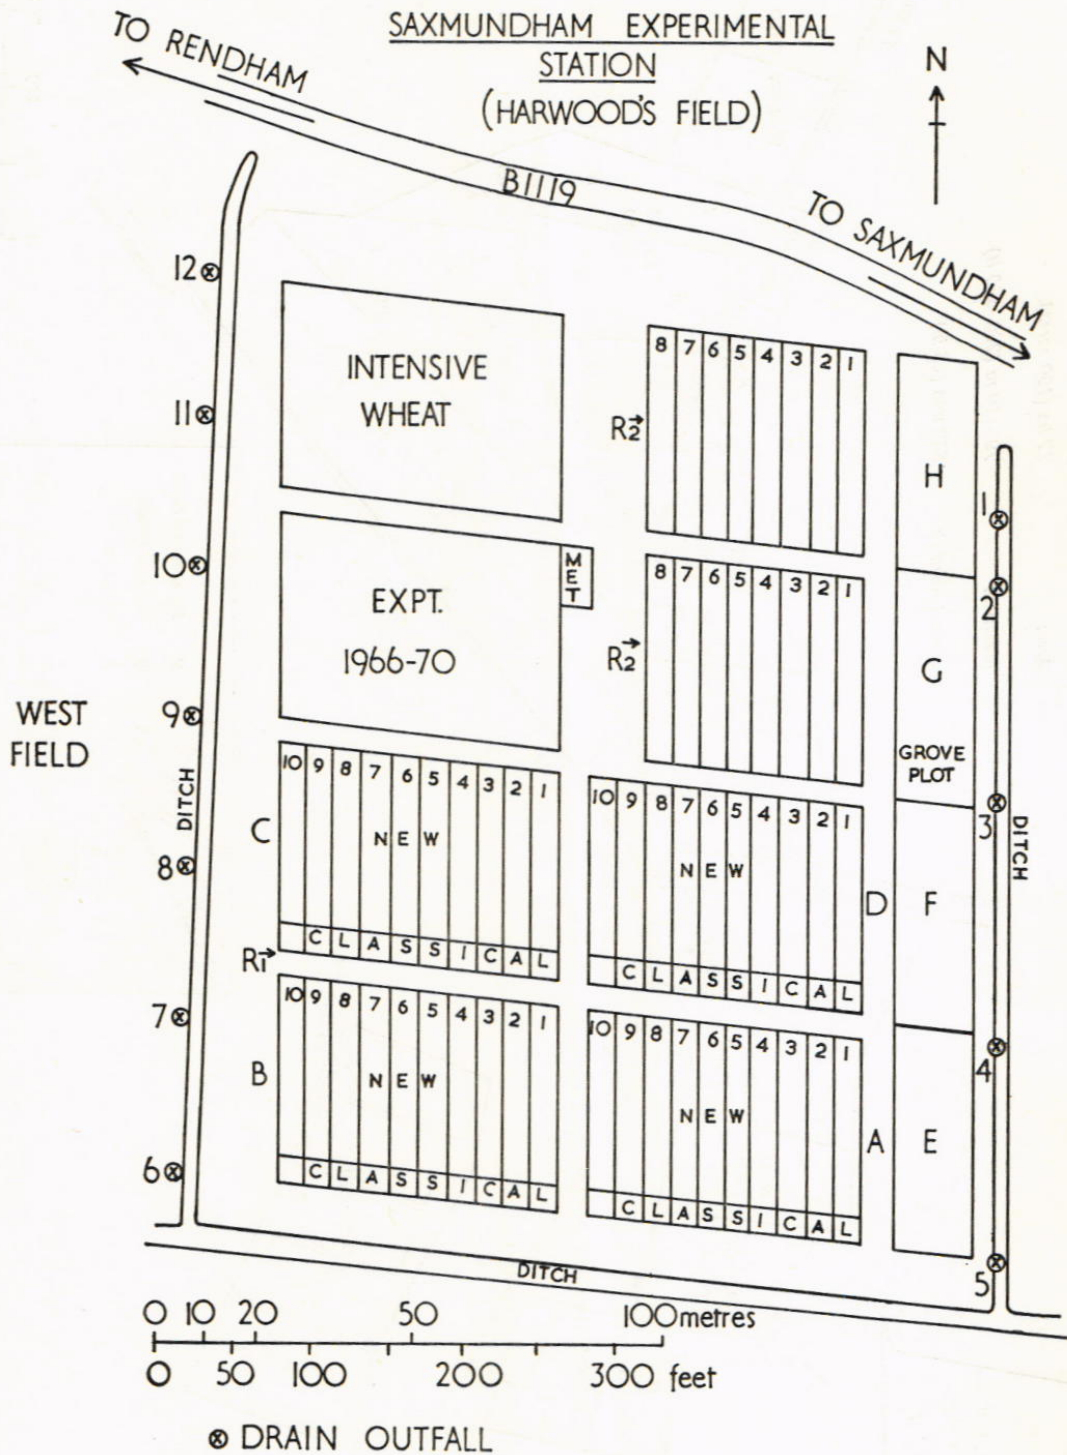 SAXMUNDHAM EXPERIMENTAL
STATION
(HARWOOD'S FIELD)
N
TO RENDHAM
B1119
TO SAXMUNDHAM
12
11
10
9
8
7
6
WEST
FIELD
DITCH
INTENSIVE
WHEAT
EXPT.
1966-70
MET
R2
8 7 6 5 4 3 2 1
R2
8 7 6 5 4 3 2 1
H
G
GROVE
PLOT
F
E
1
2
3
4
5
DITCH
C
10 9 8 7 6 5 4 3 2 1
NEW
CLASSICAL
10 9 8 7 6 5 4 3 2 1
NEW
D
CLASSICAL
R1
B
10 9 8 7 6 5 4 3 2 1
NEW
CLASSICAL
10 9 8 7 6 5 4 3 2 1
NEW
A
CLASSICAL
DITCH
0 10 20 50 100 metres
0 50 100 200 300 feet
⊗ DRAIN OUTFALL